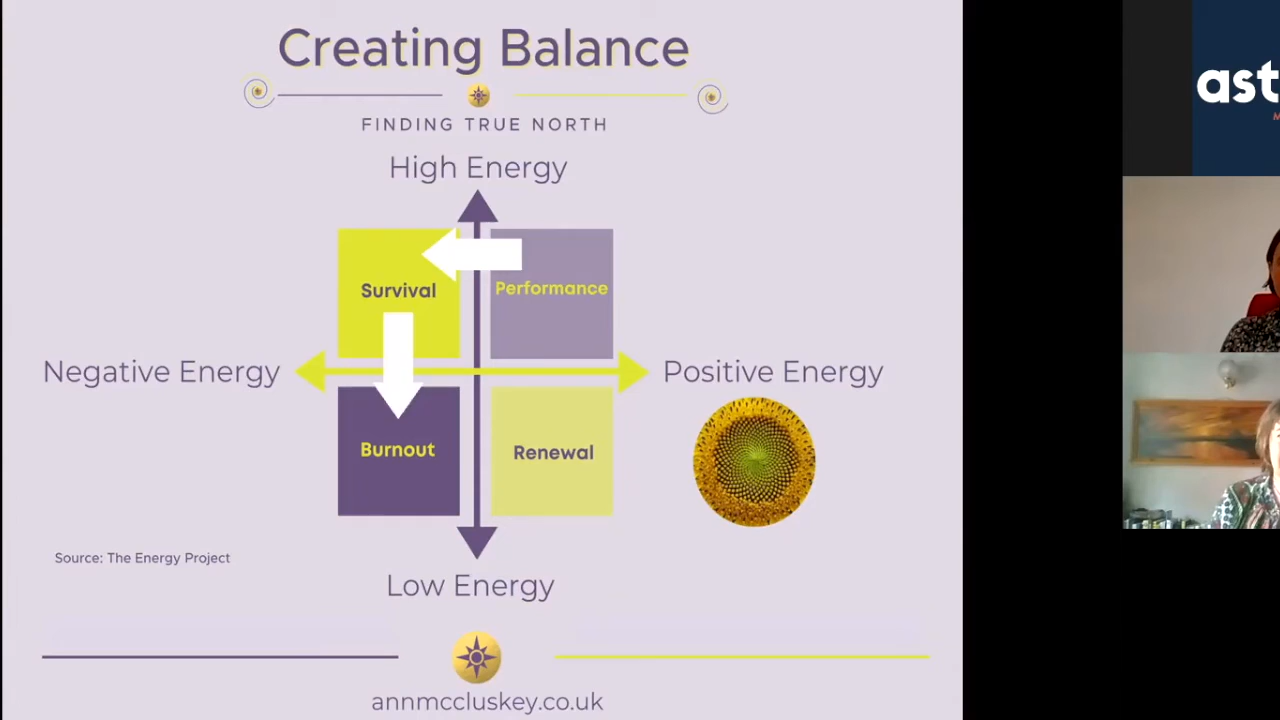 Creating Balance
FINDING TRUE NORTH
High Energy
Survival
Performance
Negative Energy
Positive Energy
Burnout
Renewal
Source: The Energy Project
Low Energy
annmccluskey.co.uk
ast
M